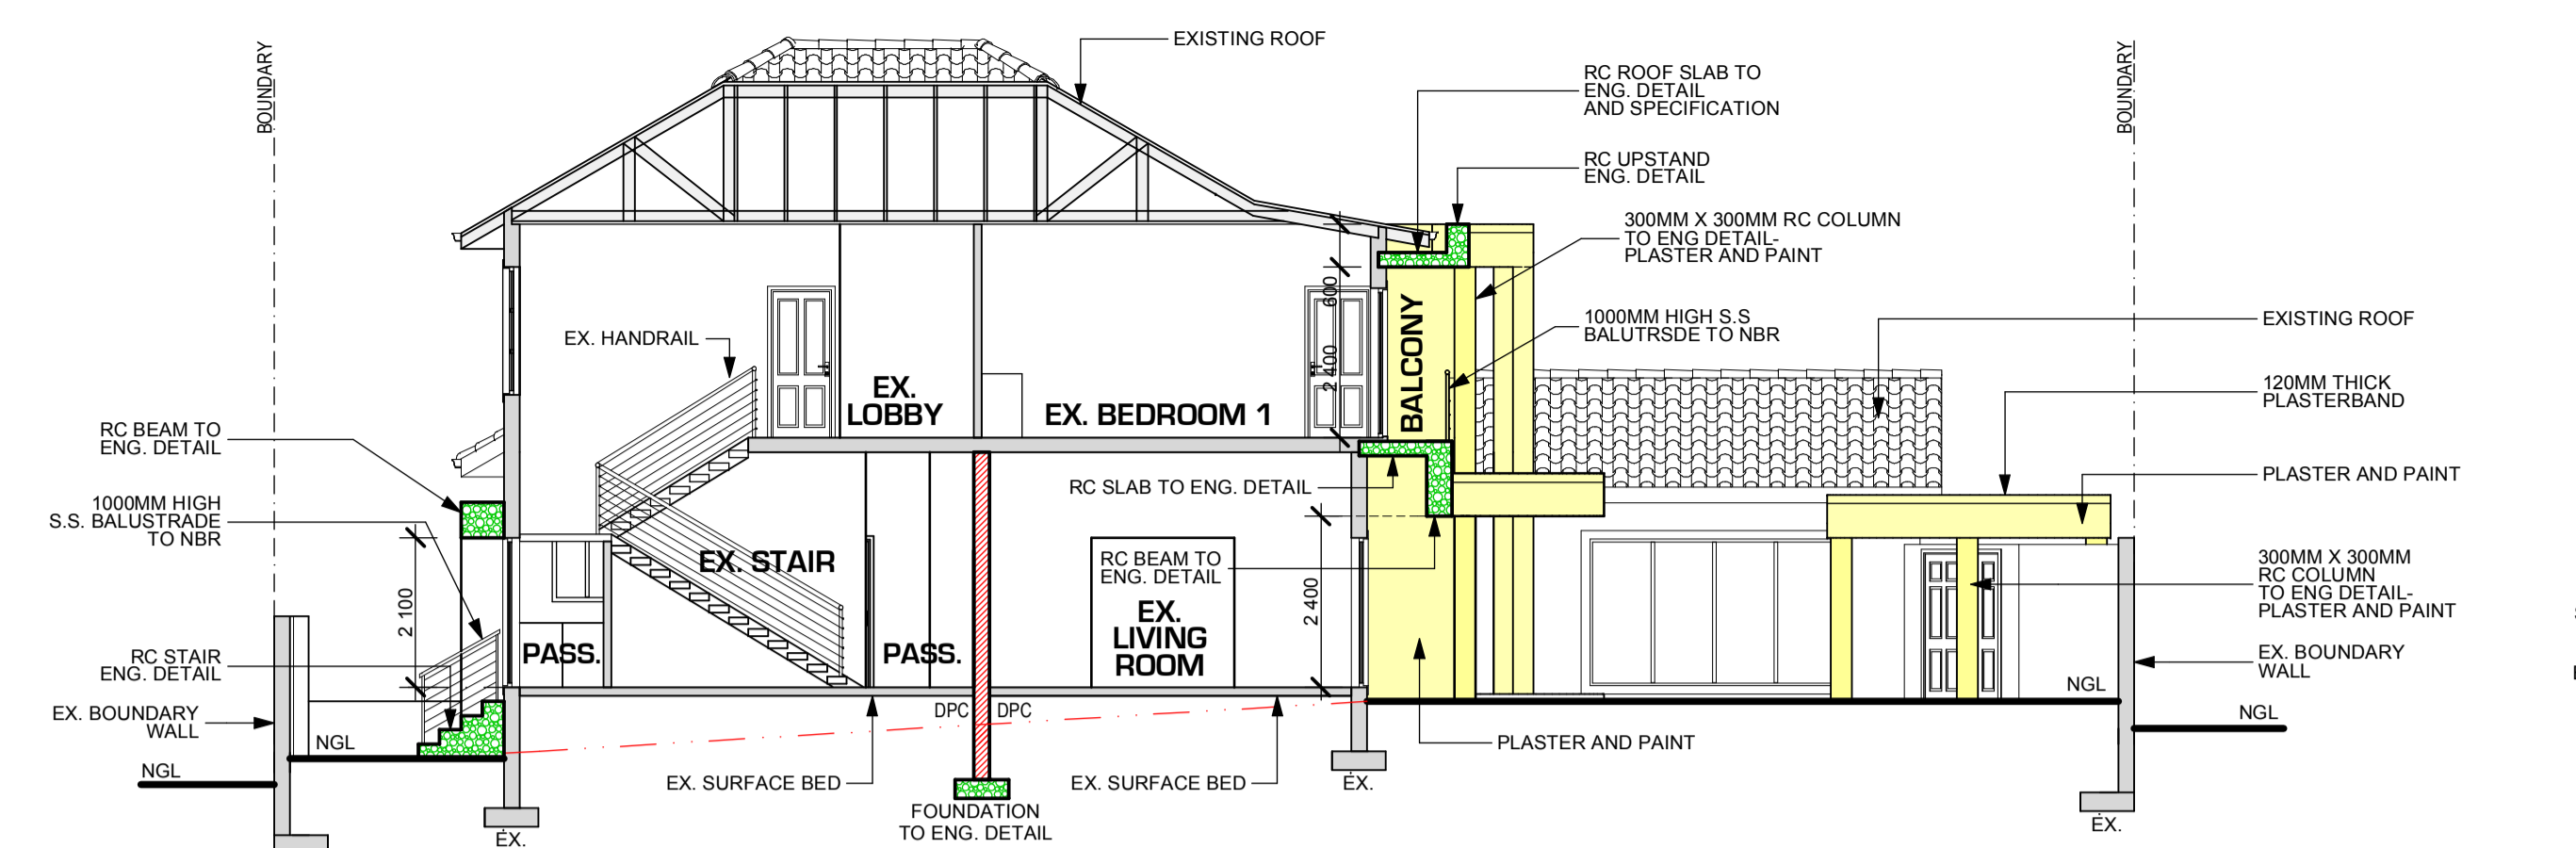 BOUNDARY
EXISTING ROOF
RC ROOF SLAB TO
ENG. DETAIL
AND SPECIFICATION
BOUNDARY
RC UPSTAND
ENG. DETAIL
300MM X 300MM RC COLUMN
TO ENG DETAIL-
PLASTER AND PAINT
600
1000MM HIGH S.S
BALUTRSDE TO NBR
EXISTING ROOF
EX. HANDRAIL
2 400
BALCONY
EX.
LOBBY
EX. BEDROOM 1
120MM THICK
PLASTERBAND
RC BEAM TO
ENG. DETAIL
PLASTER AND PAINT
RC SLAB TO ENG. DETAIL
1000MM HIGH
S.S. BALUSTRADE
TO NBR
EX. STAIR
RC BEAM TO
ENG. DETAIL
2 100
2 400
EX.
LIVING
ROOM
300MM X 300MM
RC COLUMN
TO ENG DETAIL-
PLASTER AND PAINT
PASS.
PASS.
RC STAIR
ENG. DETAIL
EX. BOUNDARY
WALL
NGL
EX. BOUNDARY
WALL
DPC
DPC
NGL
NGL
PLASTER AND PAINT
NGL
EX. SURFACE BED
EX. SURFACE BED
EX.
FOUNDATION
TO ENG. DETAIL
EX.
EX.